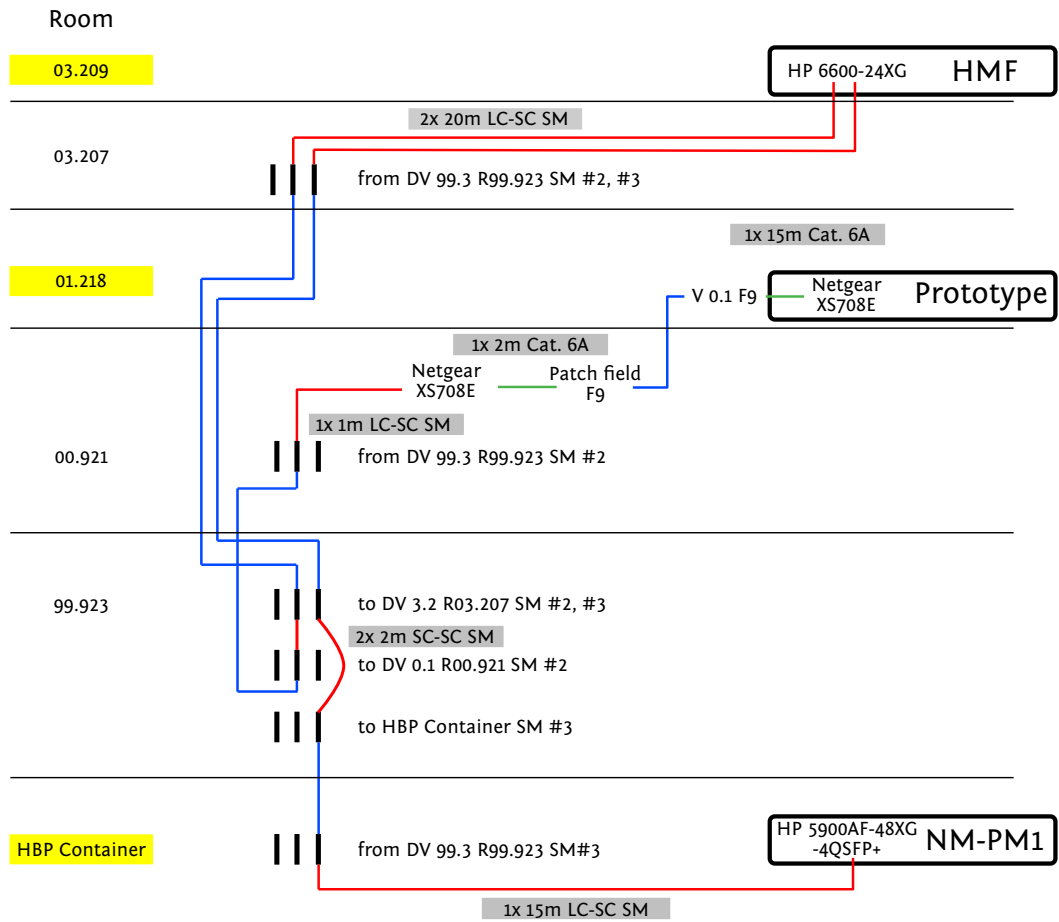 Room
03.209
HP 6600-24XG HMF
2x 20m LC-SC SM
03.207
from DV 99.3 R99.923 SM #2, #3
1x 15m Cat. 6A
01.218
V 0.1 F9
Netgear
XS708E
Prototype
1x 2m Cat. 6A
Netgear
XS708E
Patch field
F9
1x 1m LC-SC SM
00.921
from DV 99.3 R99.923 SM #2
99.923
to DV 3.2 R03.207 SM #2, #3
2x 2m SC-SC SM
to DV 0.1 R00.921 SM #2
to HBP Container SM #3
HBP Container
from DV 99.3 R99.923 SM#3
HP 5900AF-48XG
-4QSFP+
NM-PM1
1x 15m LC-SC SM